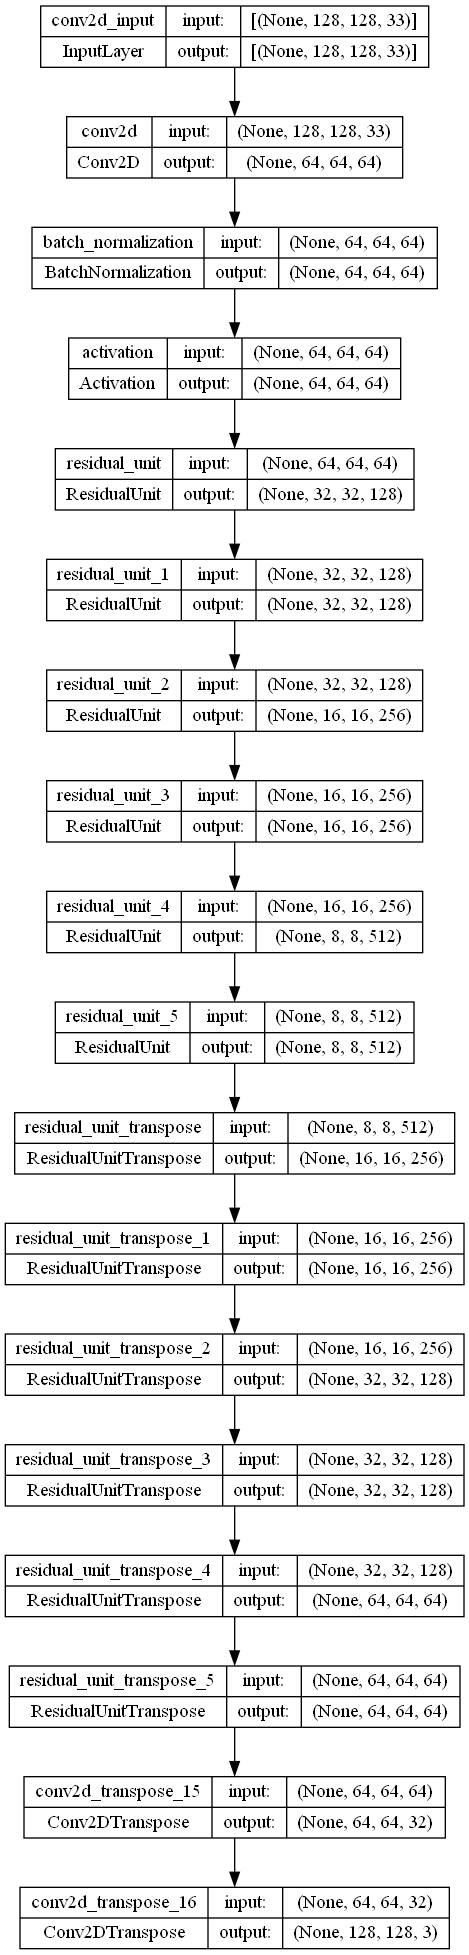 conv2d_input input: [(None, 128, 128, 33)]
InputLayer output: [(None, 128, 128, 33)]
conv2d input: (None, 128, 128, 33)
Conv2D output: (None, 64, 64, 64)
batch_normalization input: (None, 64, 64, 64)
BatchNormalization output: (None, 64, 64, 64)
activation input: (None, 64, 64, 64)
Activation output: (None, 64, 64, 64)
residual_unit input: (None, 64, 64, 64)
ResidualUnit output: (None, 32, 32, 128)
residual_unit_1 input: (None, 32, 32, 128)
ResidualUnit output: (None, 32, 32, 128)
residual_unit_2 input: (None, 32, 32, 128)
ResidualUnit output: (None, 16, 16, 256)
residual_unit_3 input: (None, 16, 16, 256)
ResidualUnit output: (None, 16, 16, 256)
residual_unit_4 input: (None, 16, 16, 256)
ResidualUnit output: (None, 8, 8, 512)
residual_unit_5 input: (None, 8, 8, 512)
ResidualUnit output: (None, 8, 8, 512)
residual_unit_transpose input: (None, 8, 8, 512)
ResidualUnitTranspose output: (None, 16, 16, 256)
residual_unit_transpose_1 input: (None, 16, 16, 256)
ResidualUnitTranspose output: (None, 16, 16, 256)
residual_unit_transpose_2 input: (None, 16, 16, 256)
ResidualUnitTranspose output: (None, 32, 32, 128)
residual_unit_transpose_3 input: (None, 32, 32, 128)
ResidualUnitTranspose output: (None, 32, 32, 128)
residual_unit_transpose_4 input: (None, 32, 32, 128)
ResidualUnitTranspose output: (None, 64, 64, 64)
residual_unit_transpose_5 input: (None, 64, 64, 64)
ResidualUnitTranspose output: (None, 64, 64, 64)
conv2d_transpose_15 input: (None, 64, 64, 64)
Conv2DTranspose output: (None, 64, 64, 32)
conv2d_transpose_16 input: (None, 64, 64, 32)
Conv2DTranspose output: (None, 128, 128, 3)